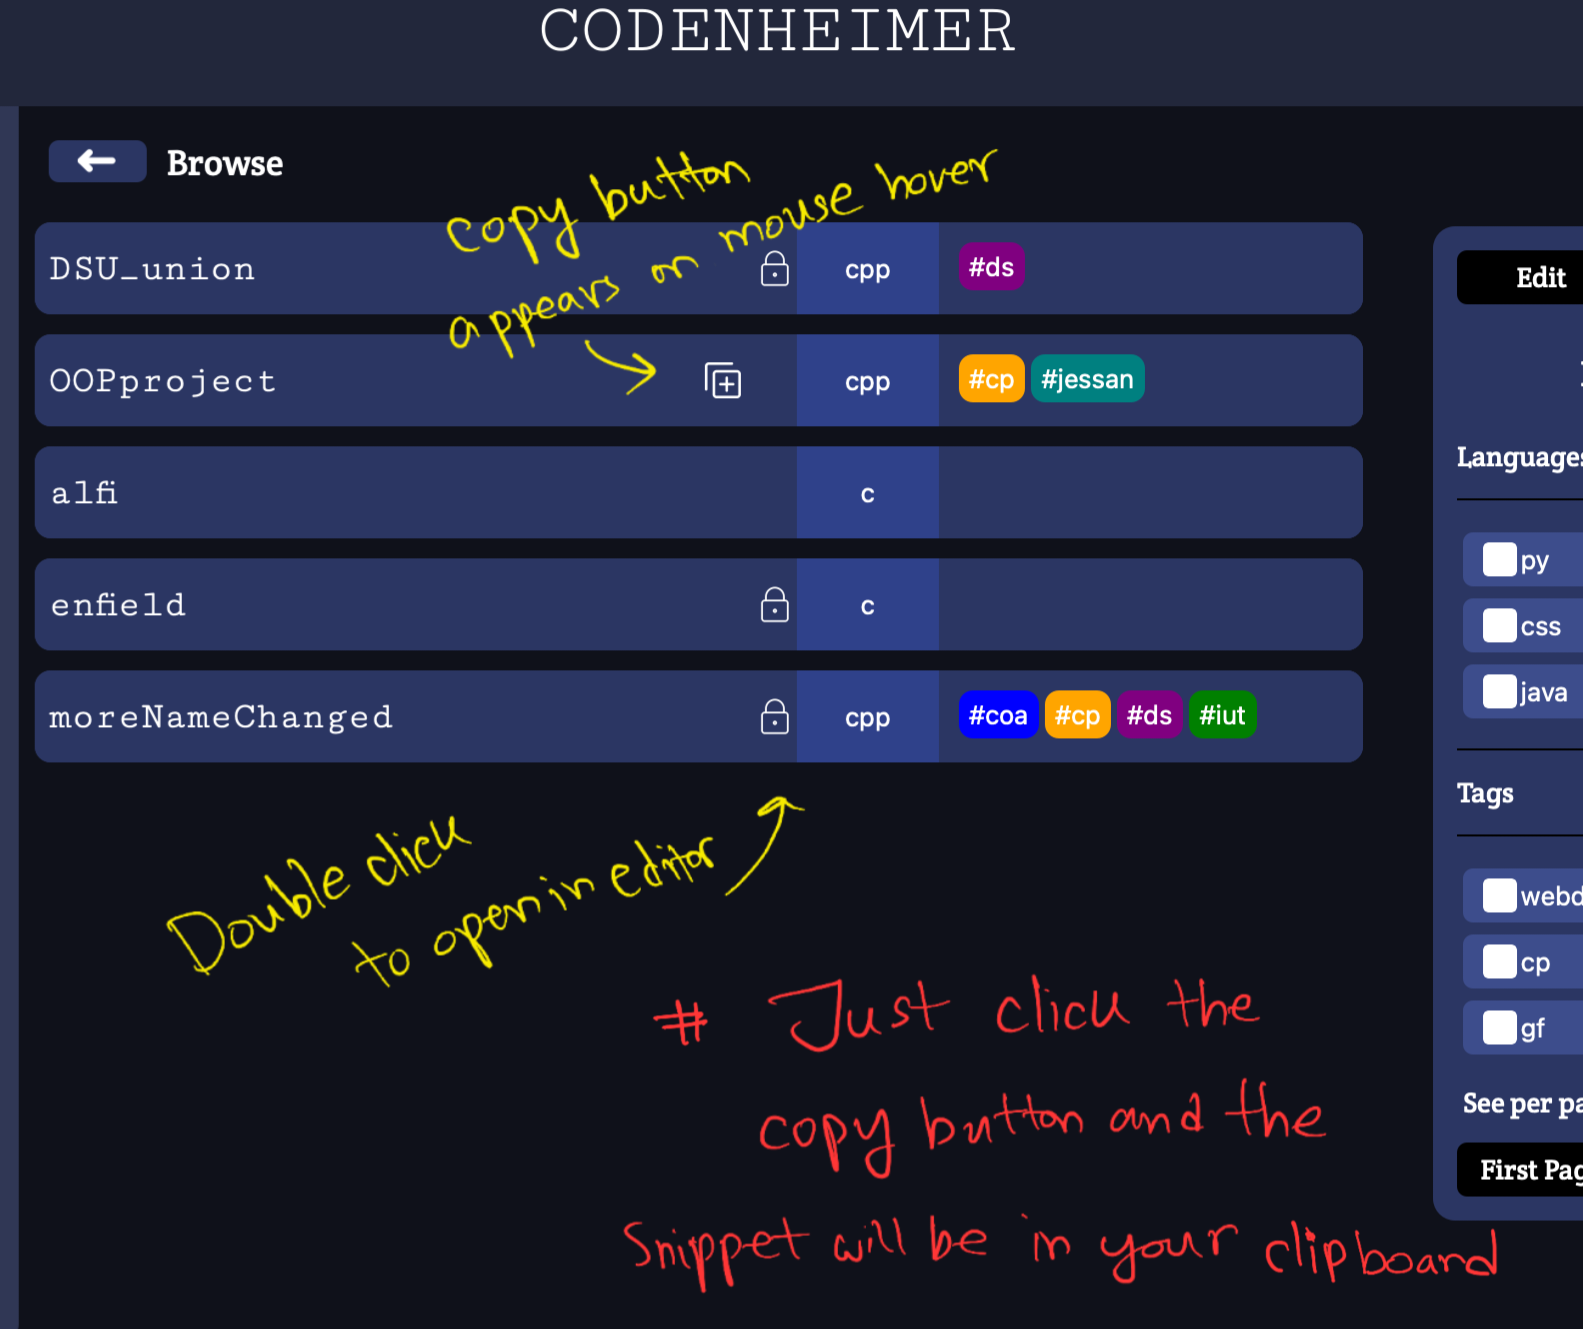 CODENHEIMER
Browse
copy button
appears on mouse hover
DSU_union cpp #ds
OOPproject cpp #cp #jessan
alfi c
enfield c
moreNameChanged cpp #coa #cp #ds #iut
Double click
to open in editor
# Just click the
copy button and the
Snippet will be in your clipboard
Edit
Languages
py
css
java
Tags
webd
cp
gf
See per pa
First Pag